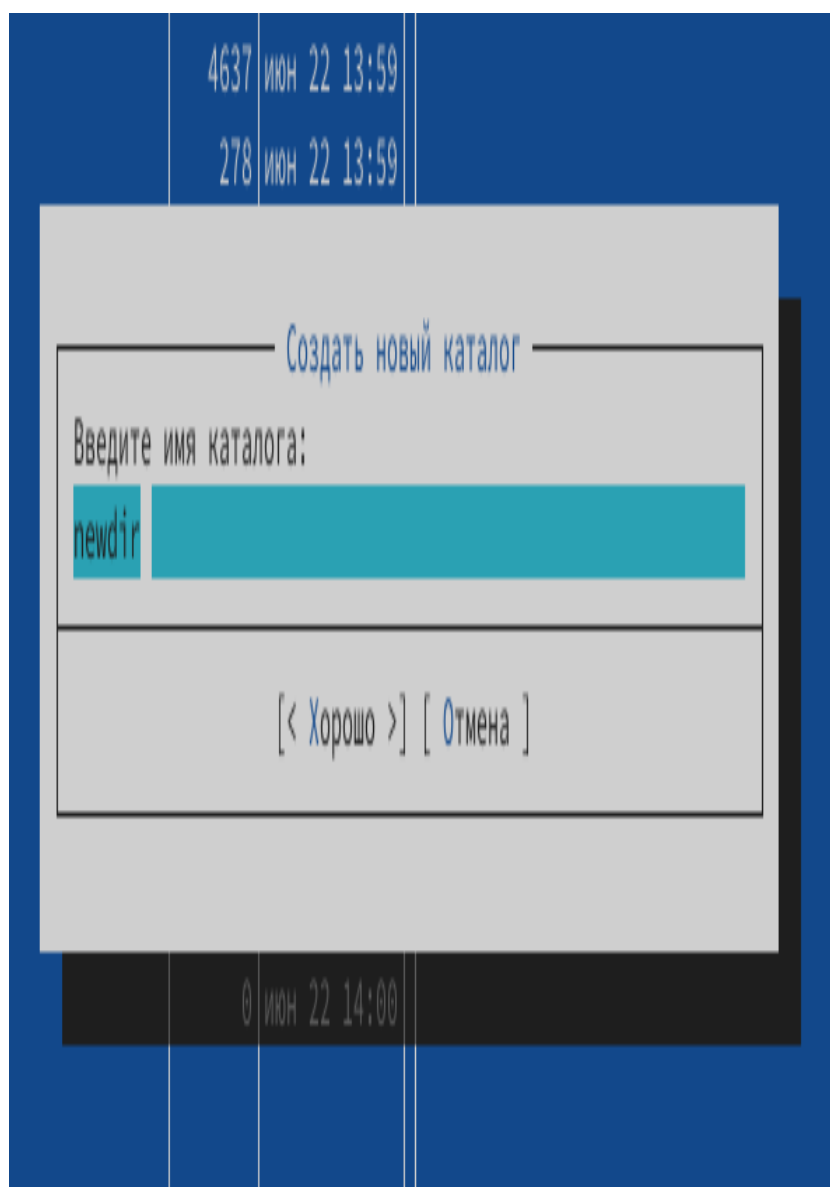 4637 июн 22 13:59
278 июн 22 13:59
Создать новый каталог
Введите имя каталога:
newdir
[< Хорошо >] [ Отмена ]
0 июн 22 14:00